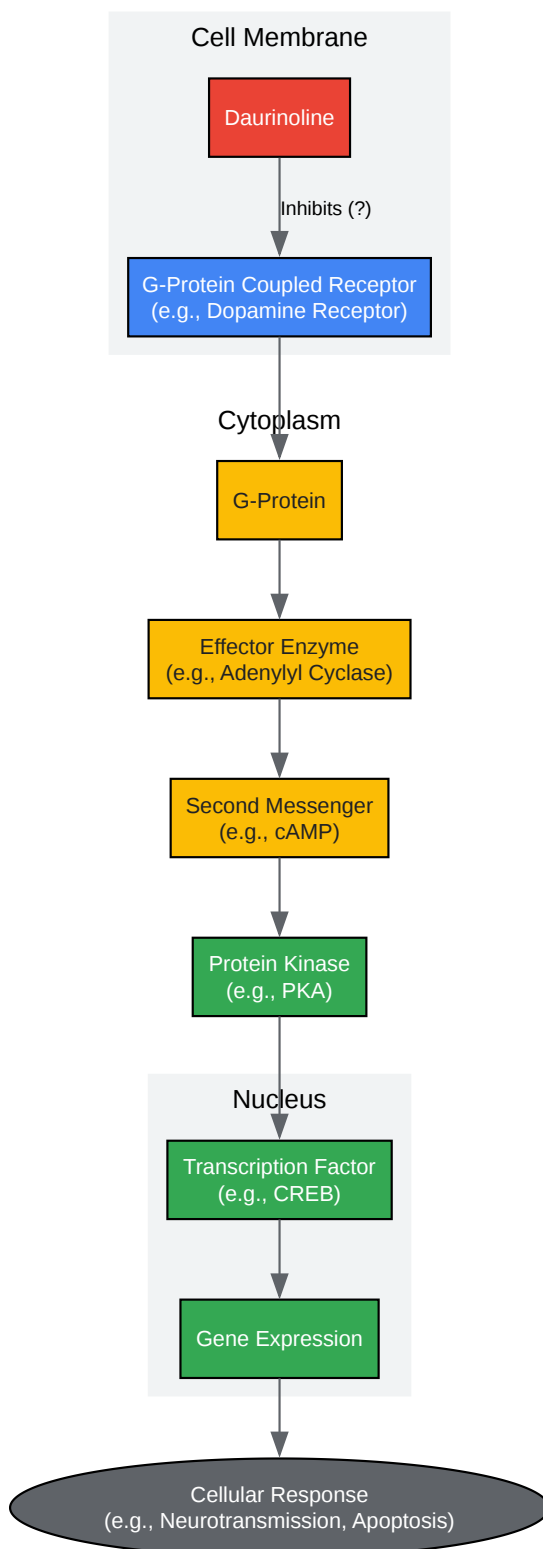 Cell Membrane
Daurinoline
Inhibits (?)
G-Protein Coupled Receptor
(e.g., Dopamine Receptor)
Cytoplasm
G-Protein
Effector Enzyme
(e.g., Adenylyl Cyclase)
Second Messenger
(e.g., cAMP)
Protein Kinase
(e.g., PKA)
Nucleus
Transcription Factor
(e.g., CREB)
Gene Expression
Cellular Response
(e.g., Neurotransmission, Apoptosis)